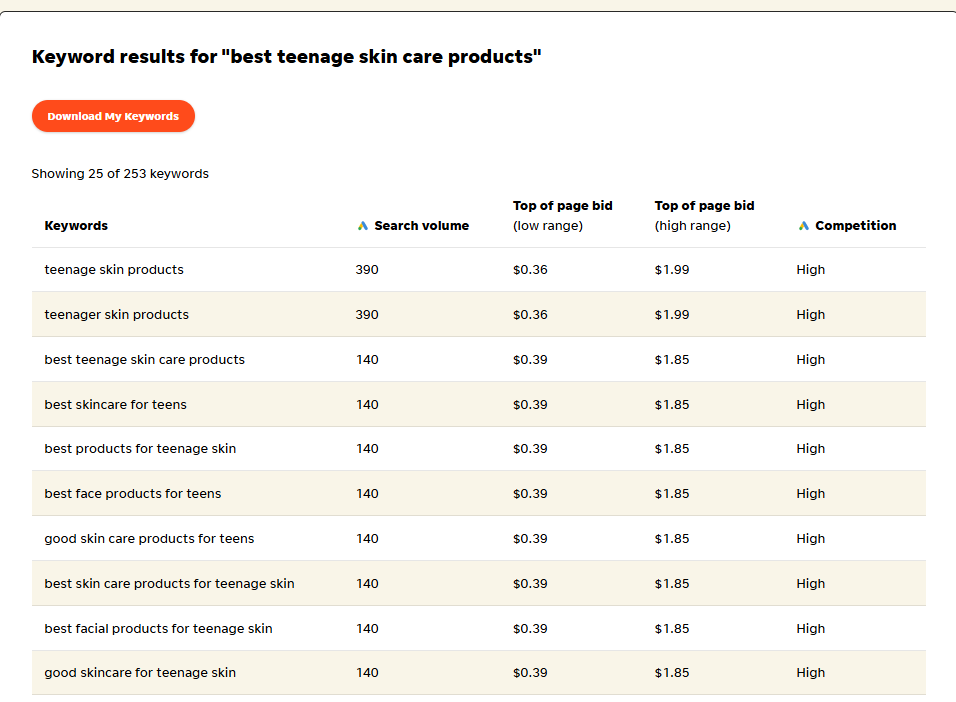 Keyword results for "best teenage skin care products"
Download My Keywords
Showing 25 of 253 keywords
Keywords Search volume Top of page bid (low range) Top of page bid (high range) Competition
teenage skin products 390 $0.36 $1.99 High
teenager skin products 390 $0.36 $1.99 High
best teenage skin care products 140 $0.39 $1.85 High
best skincare for teens 140 $0.39 $1.85 High
best products for teenage skin 140 $0.39 $1.85 High
best face products for teens 140 $0.39 $1.85 High
good skin care products for teens 140 $0.39 $1.85 High
best skin care products for teenage skin 140 $0.39 $1.85 High
best facial products for teenage skin 140 $0.39 $1.85 High
good skincare for teenage skin 140 $0.39 $1.85 High